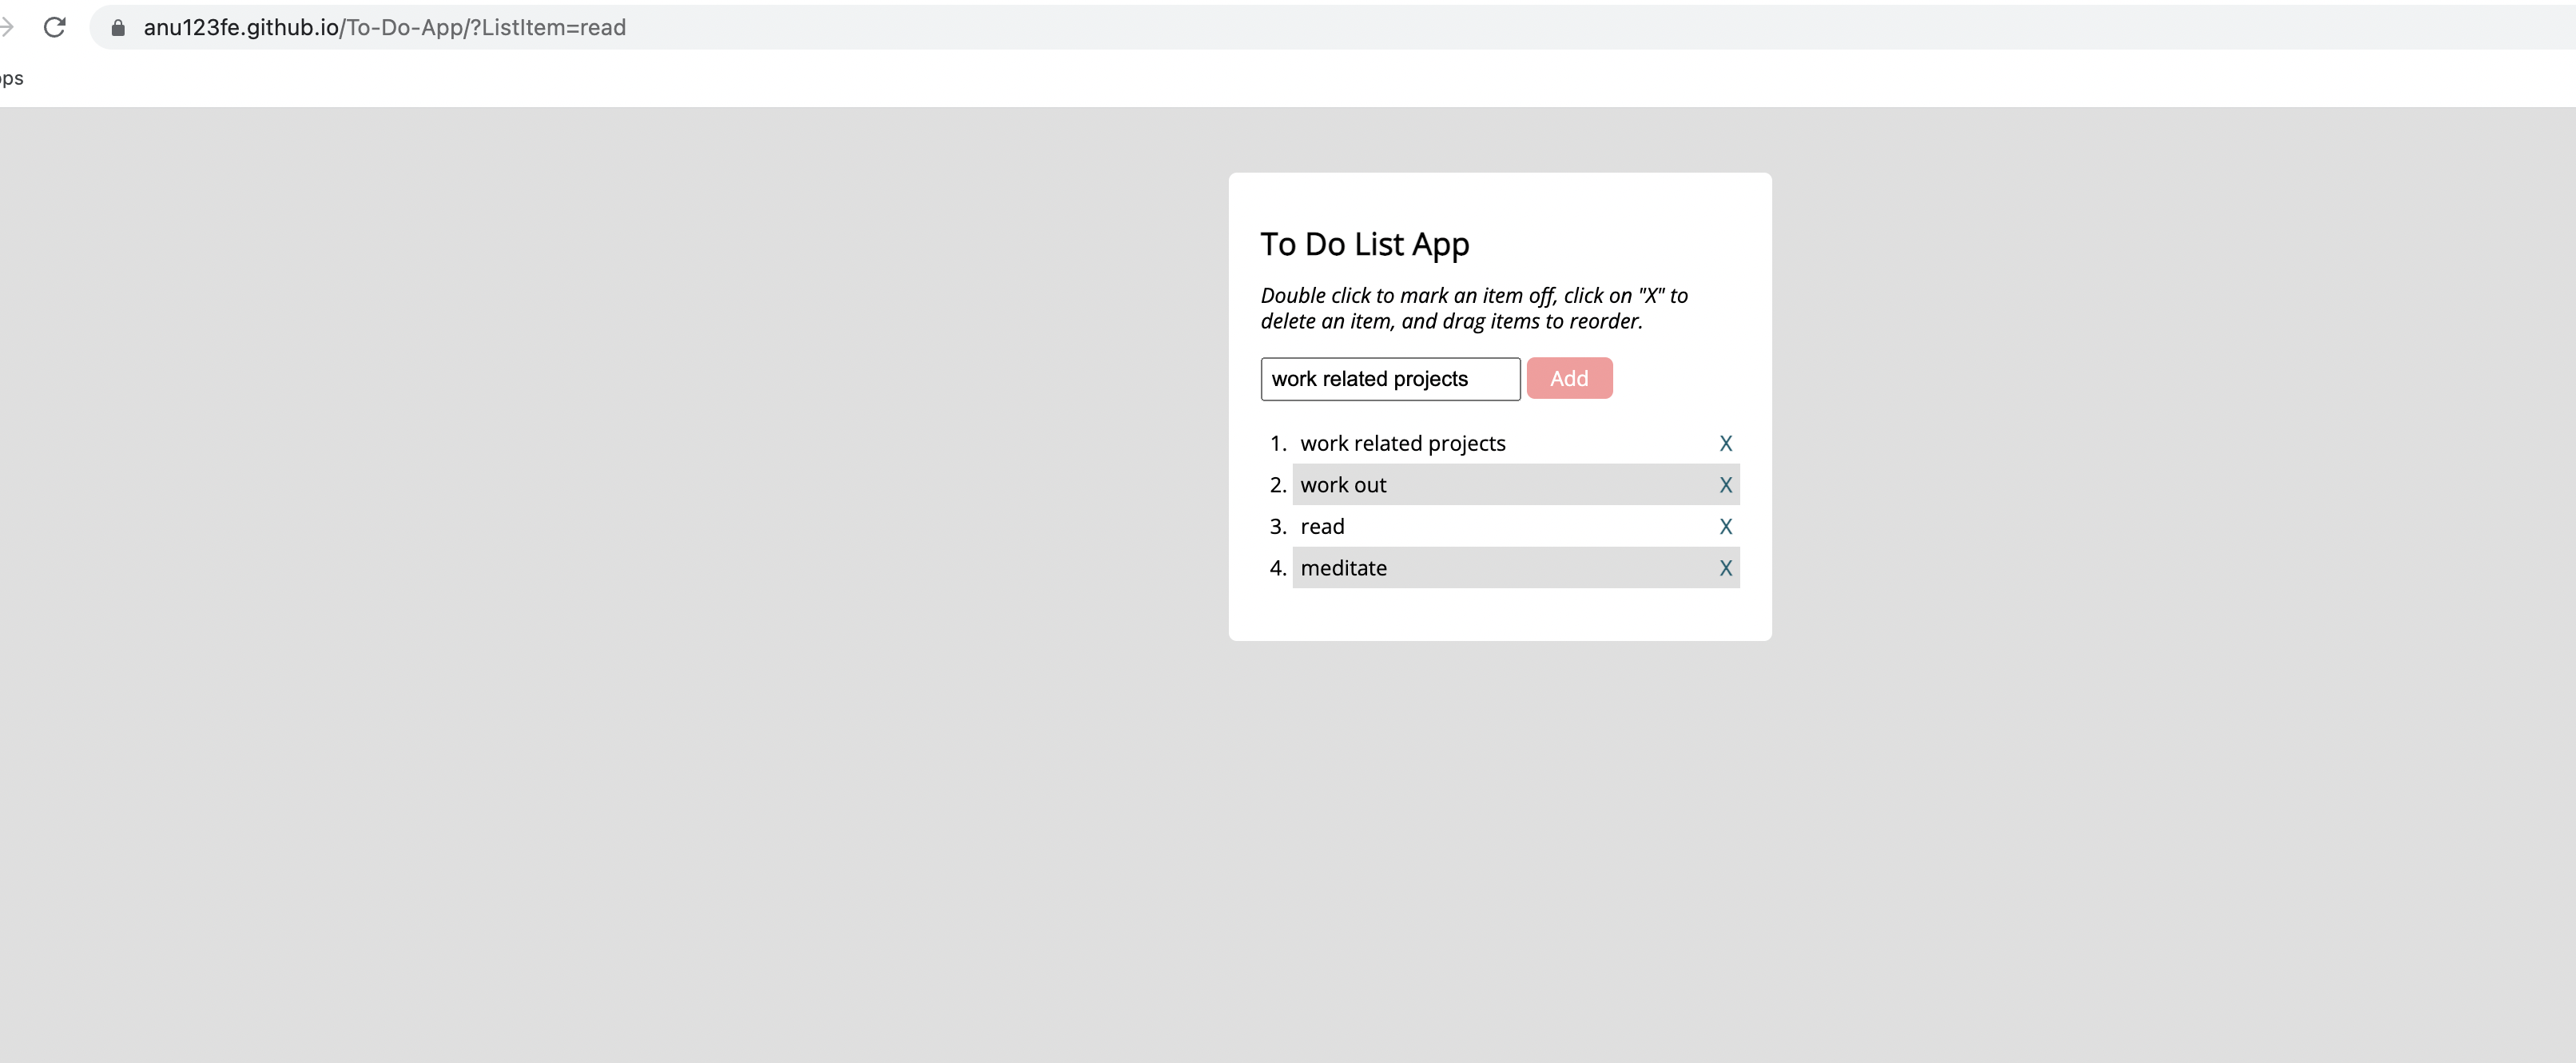 anu123fe.github.io/To-Do-App/?ListItem=read
ps
To Do List App
Double click to mark an item off, click on "X" to
delete an item, and drag items to reorder.
work related projects Add
1. work related projects X
2. work out X
3. read X
4. meditate X